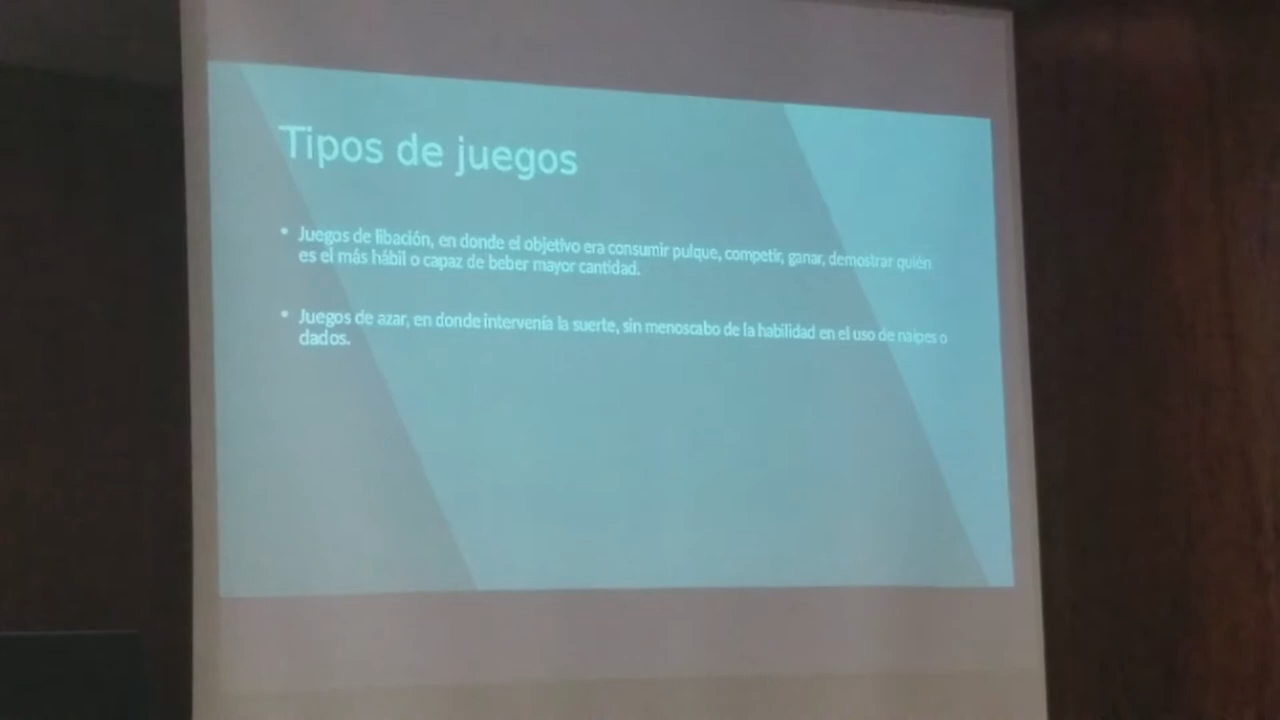 Tipos de juegos
• Juegos de libación, en donde el objetivo era consumir pulque, competir, ganar, demostrar quién
es el más hábil o capaz de beber mayor cantidad.
• Juegos de azar, en donde intervenía la suerte, sin menoscabo de la habilidad en el uso de naipes o
dados.